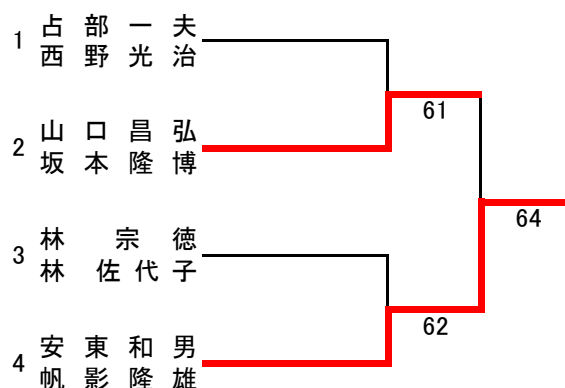 1
占部一夫
西野光治
2
山口昌弘
坂本隆博
3
林 宗徳
林 佐代子
4
安東和男
帆影隆雄
61
62
64